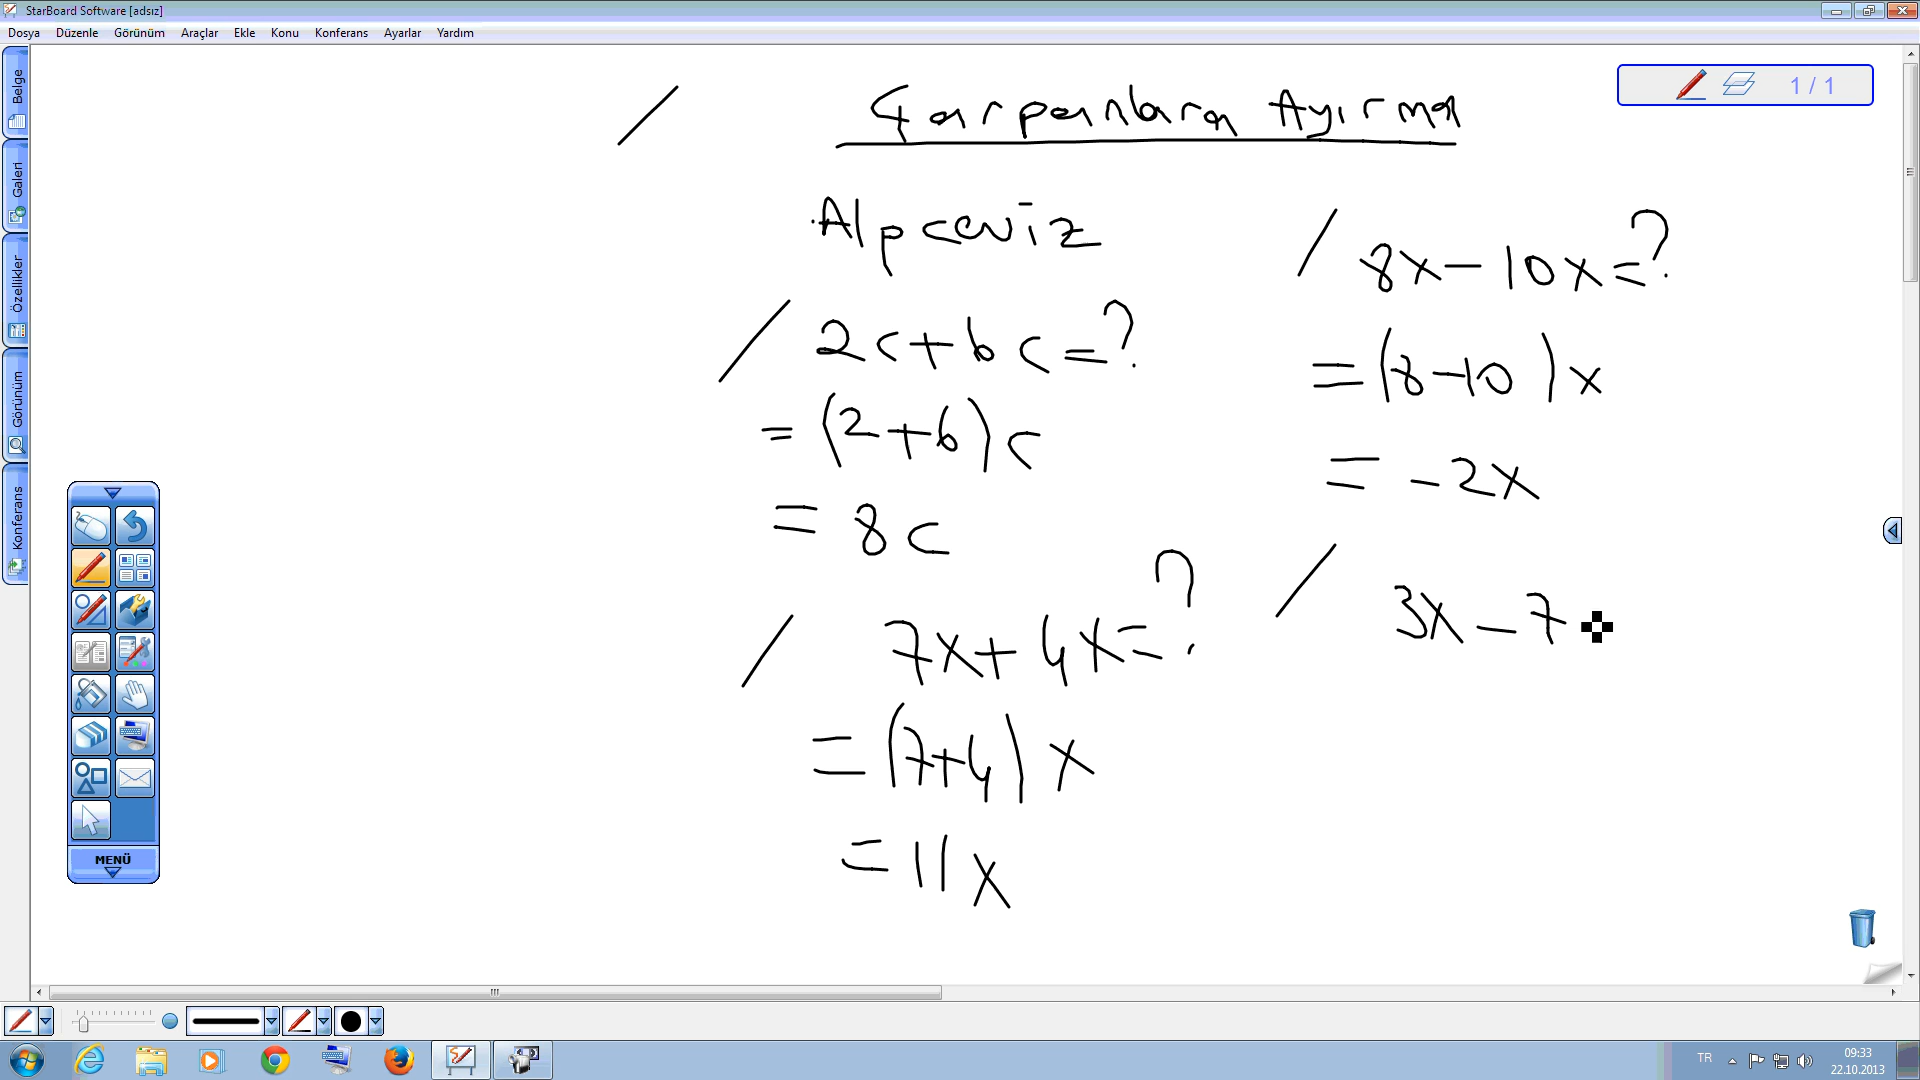 StarBoard Software [adsız]
Dosya Düzenle Görünüm Araçlar Ekle Konu Konferans Ayarlar Yardım
Belge
Galeri
Özellikler
Görünüm
Konferans
1 / 1
Çarpanlara Ayırma
Alpceviz
/ 2c+6c=?
= (2+6)c
= 8c
/ 7x+4x=?
= (7+4)x
= 11x
/ 8x-10x=?
= (8-10)x
= -2x
/ 3x-7
MENÜ
TR
09:33
22.10.2013